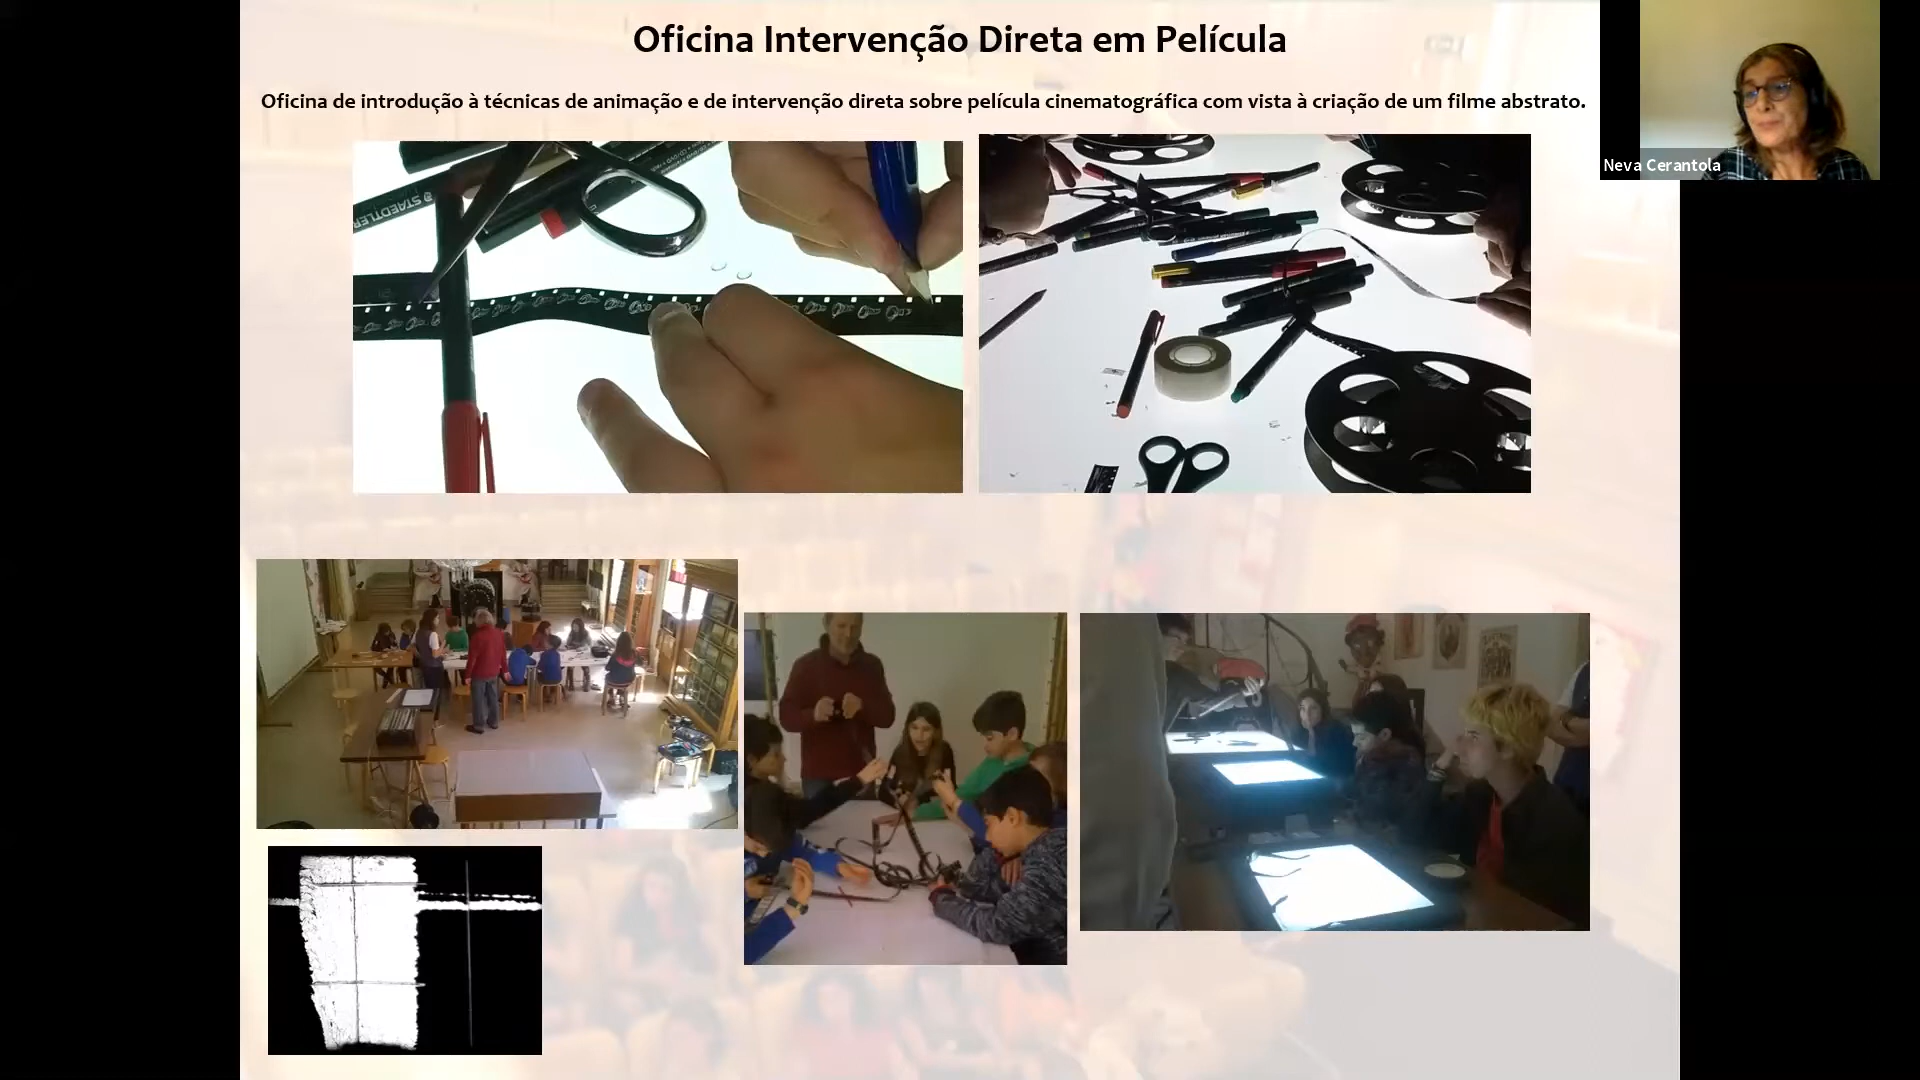 Oficina Intervenção Direta em Película
Oficina de introdução à técnicas de animação e de intervenção direta sobre película cinematográfica com vista à criação de um filme abstrato.
Neva Cerantola
STAEDTLER